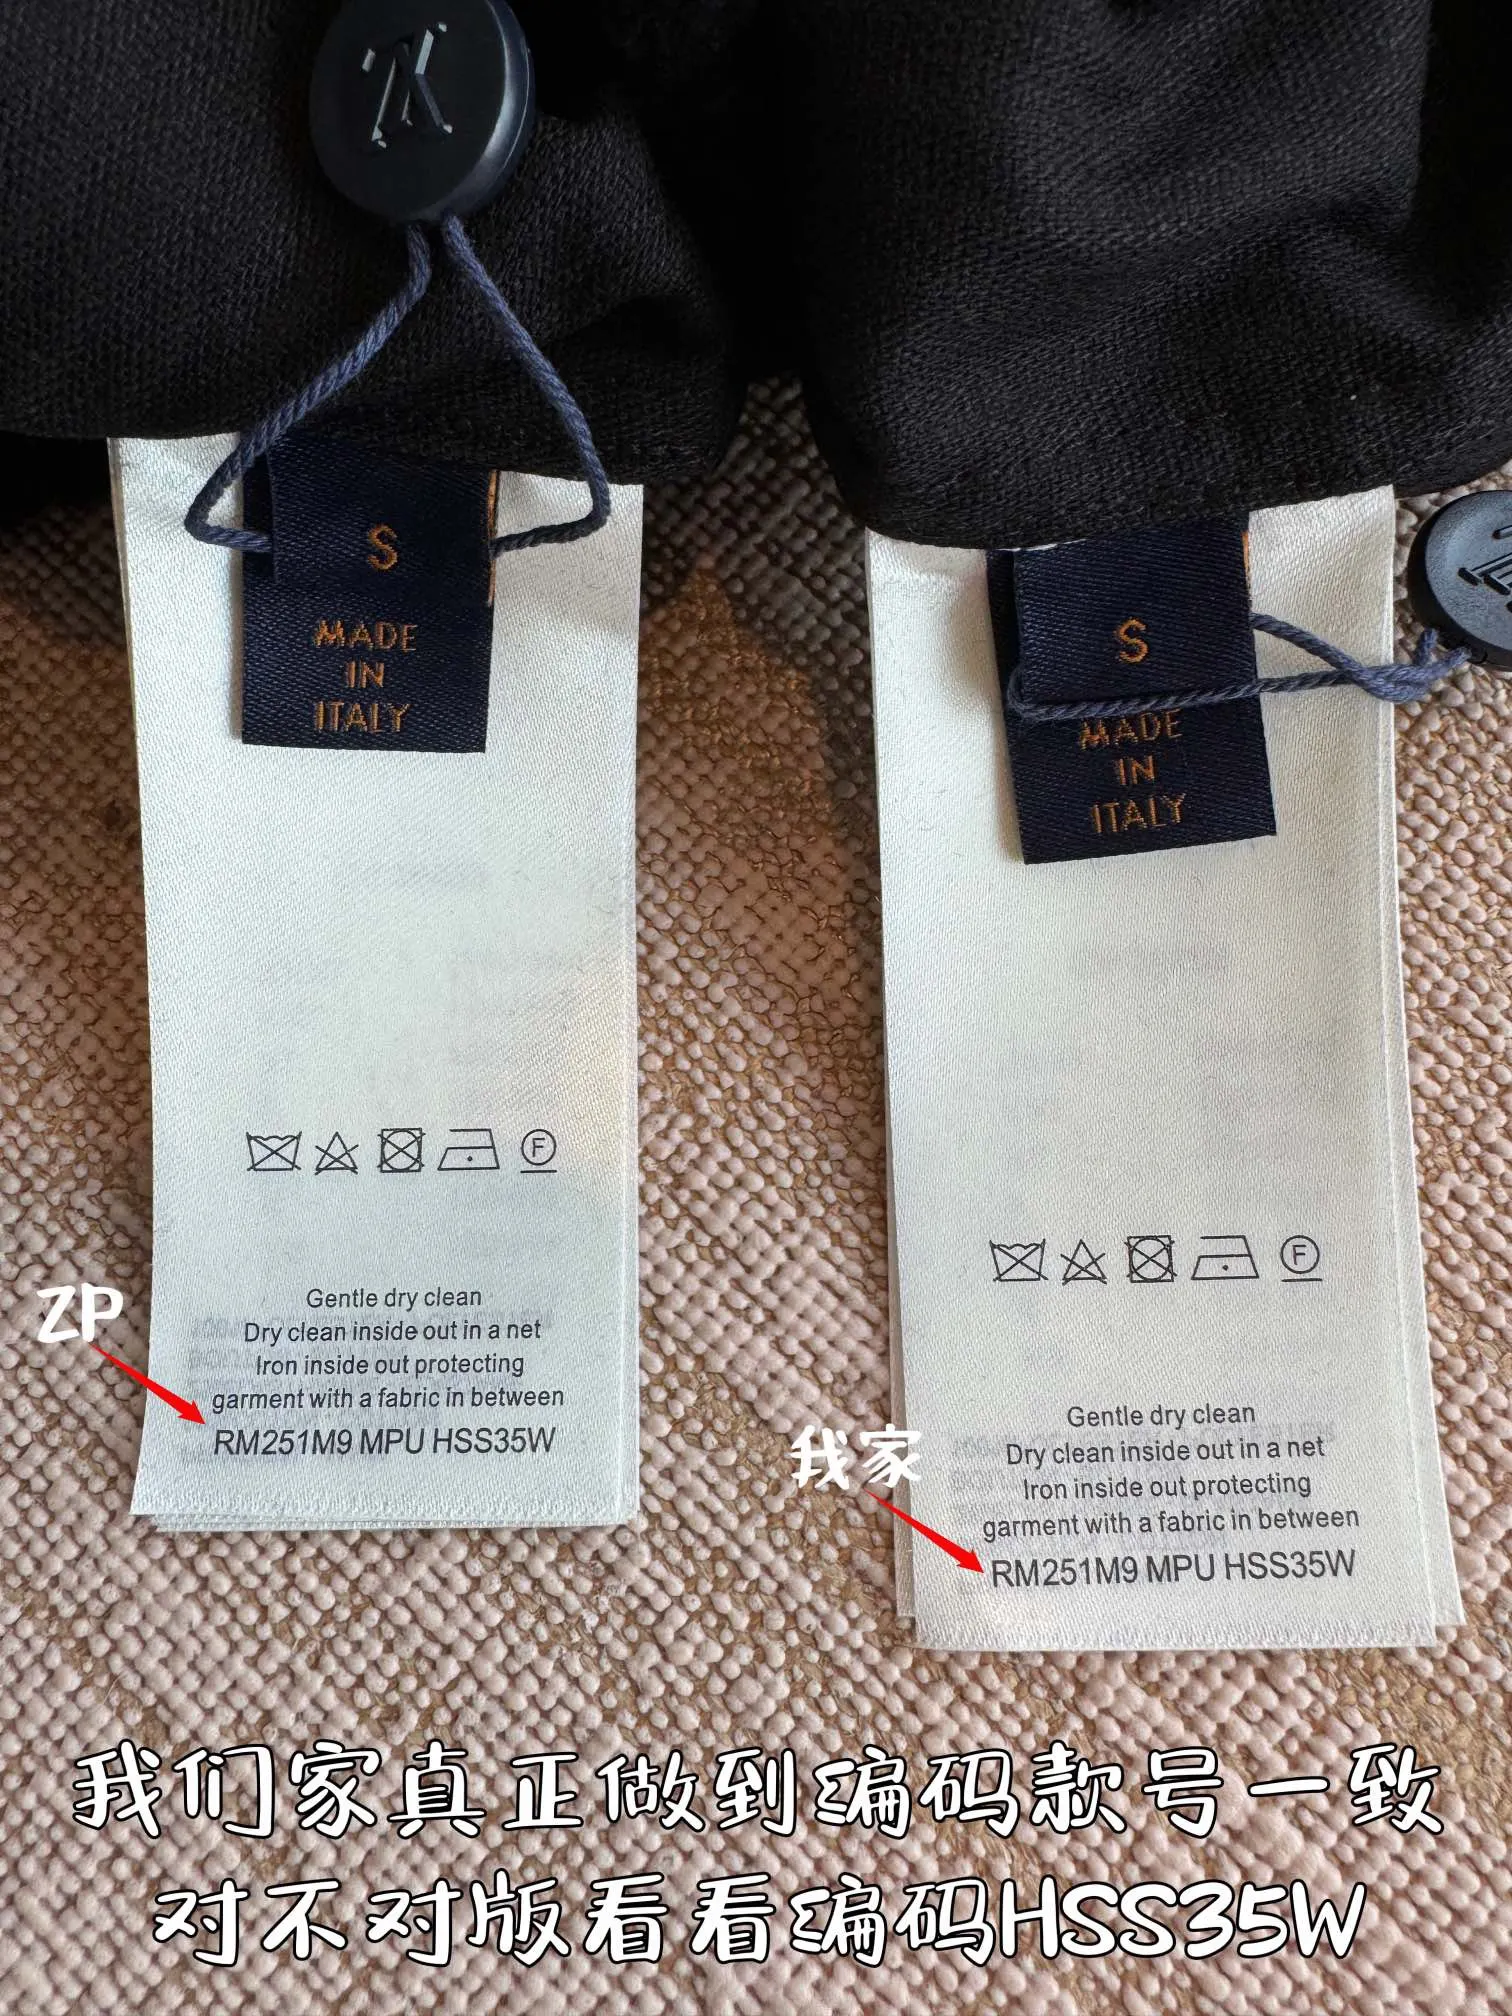 S
MADE
IN
ITALY
S
MADE
IN
ITALY
F
F
ZP
Gentle dry clean
Dry clean inside out in a net
Iron inside out protecting
garment with a fabric in between
RM251M9 MPU HSS35W
我家
Gentle dry clean
Dry clean inside out in a net
Iron inside out protecting
garment with a fabric in between
RM251M9 MPU HSS35W
我们家真正做到编码款号一致
对不对版看看编码HSS35W